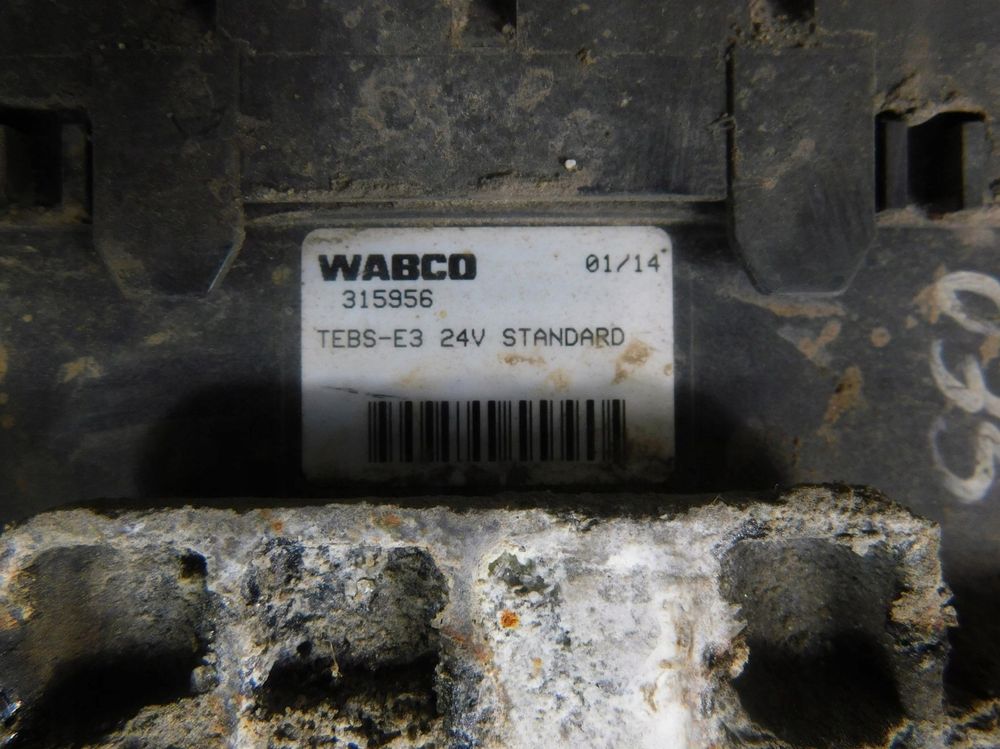 WABCO 01/14
315956
TEBS-E3 24V STANDARD